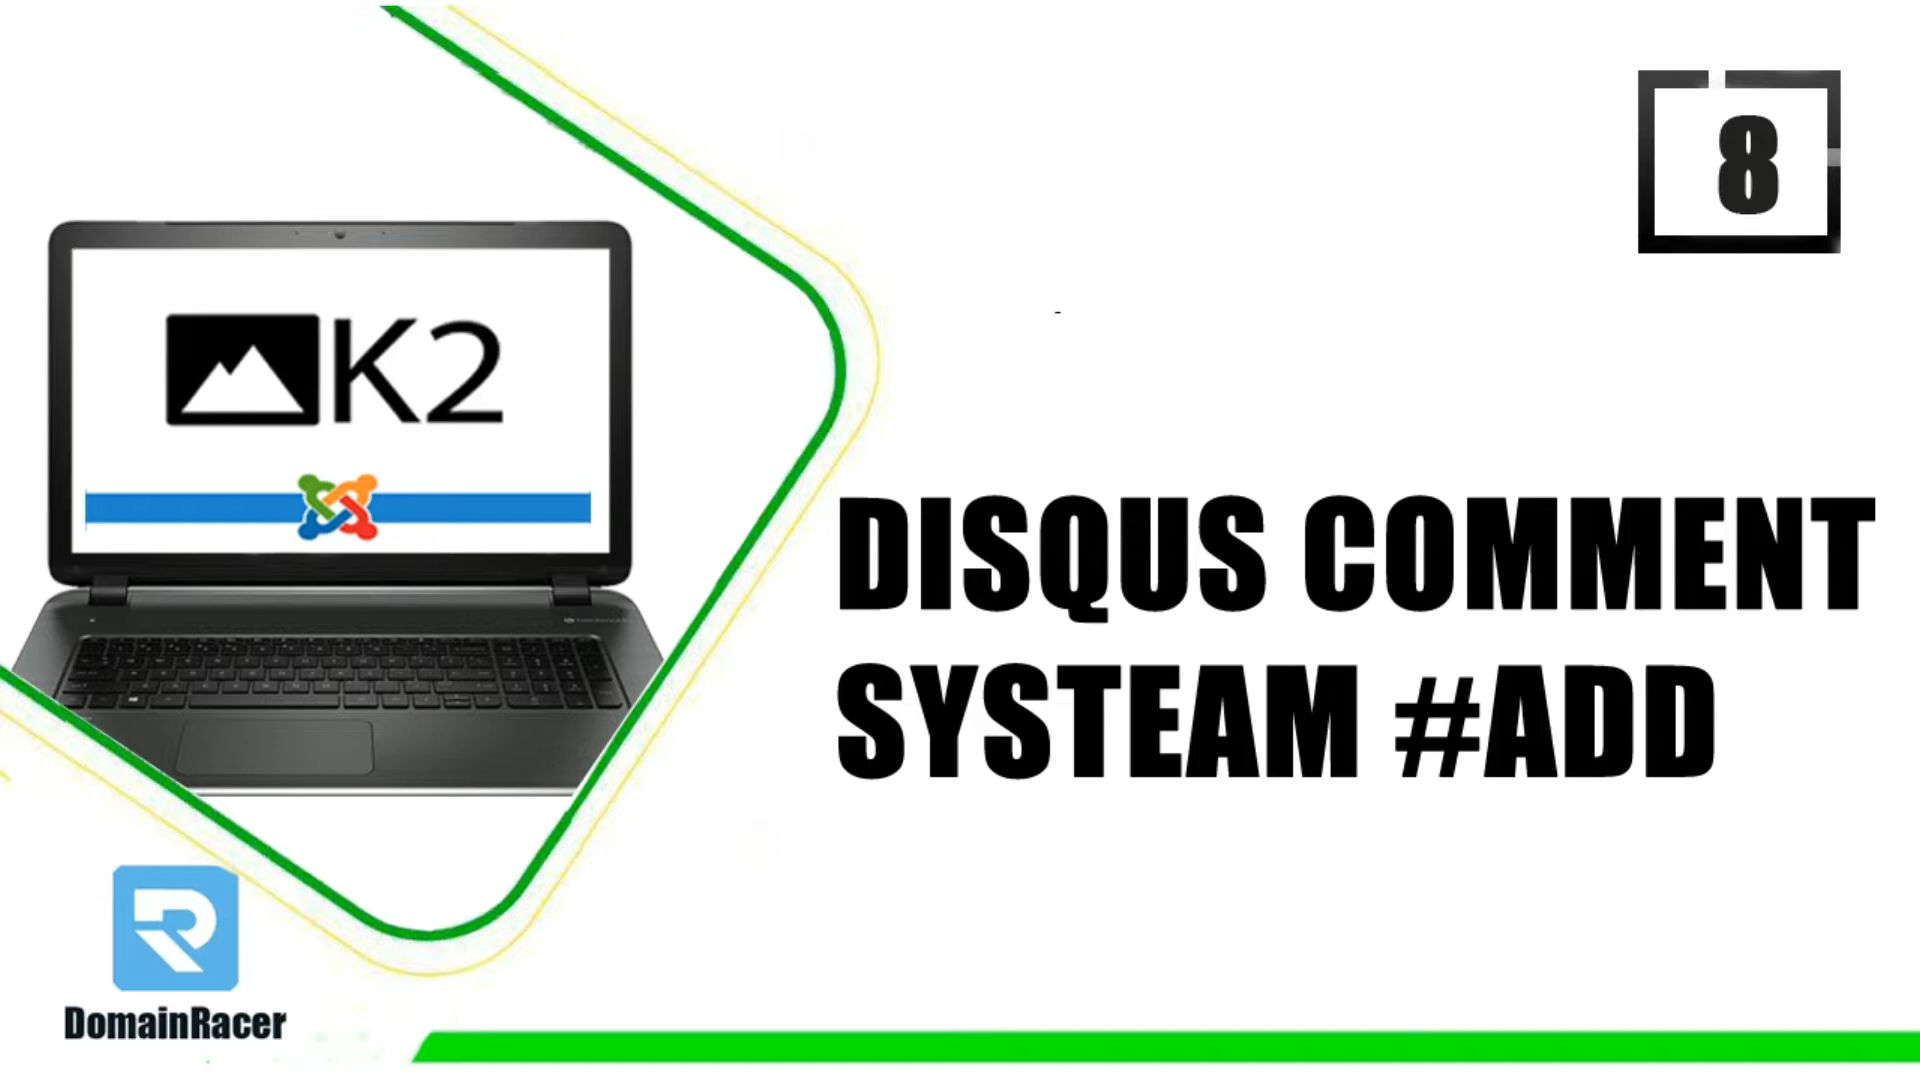 8
K2
DISQUS COMMENT
SYSTEAM #ADD
DomainRacer